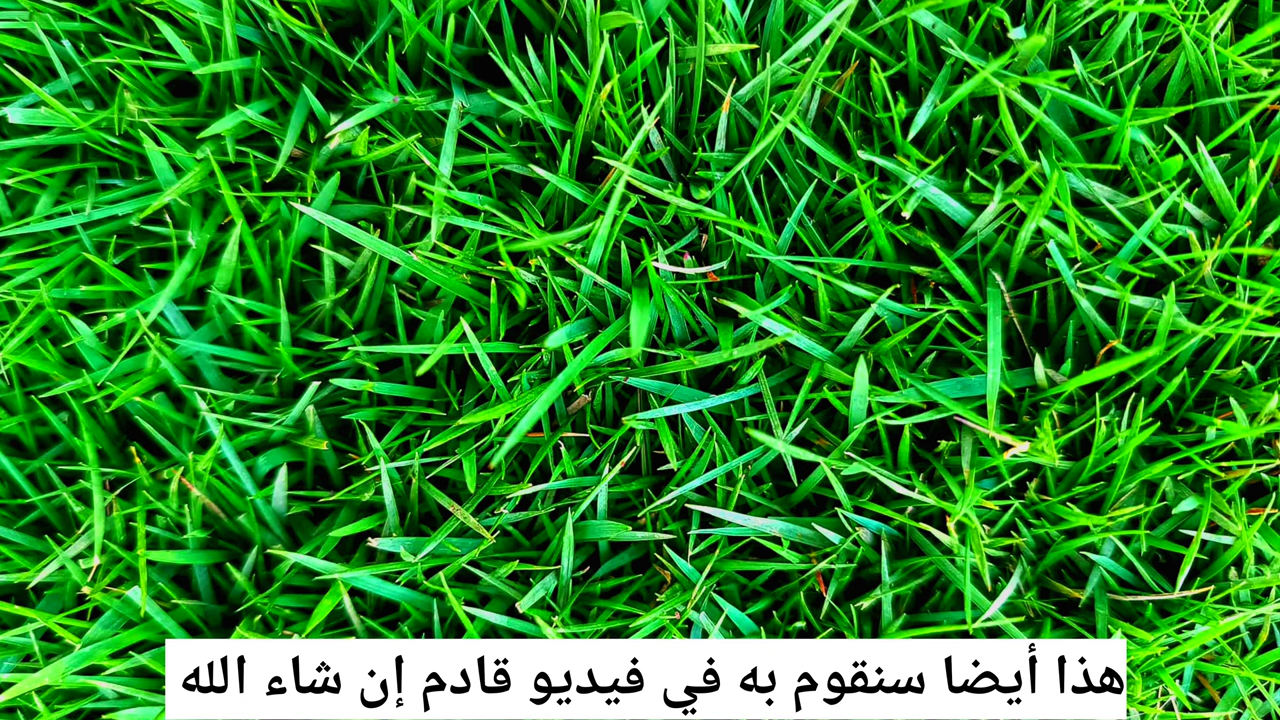 هذا أيضا سنقوم به في فيديو قادم إن شاء الله